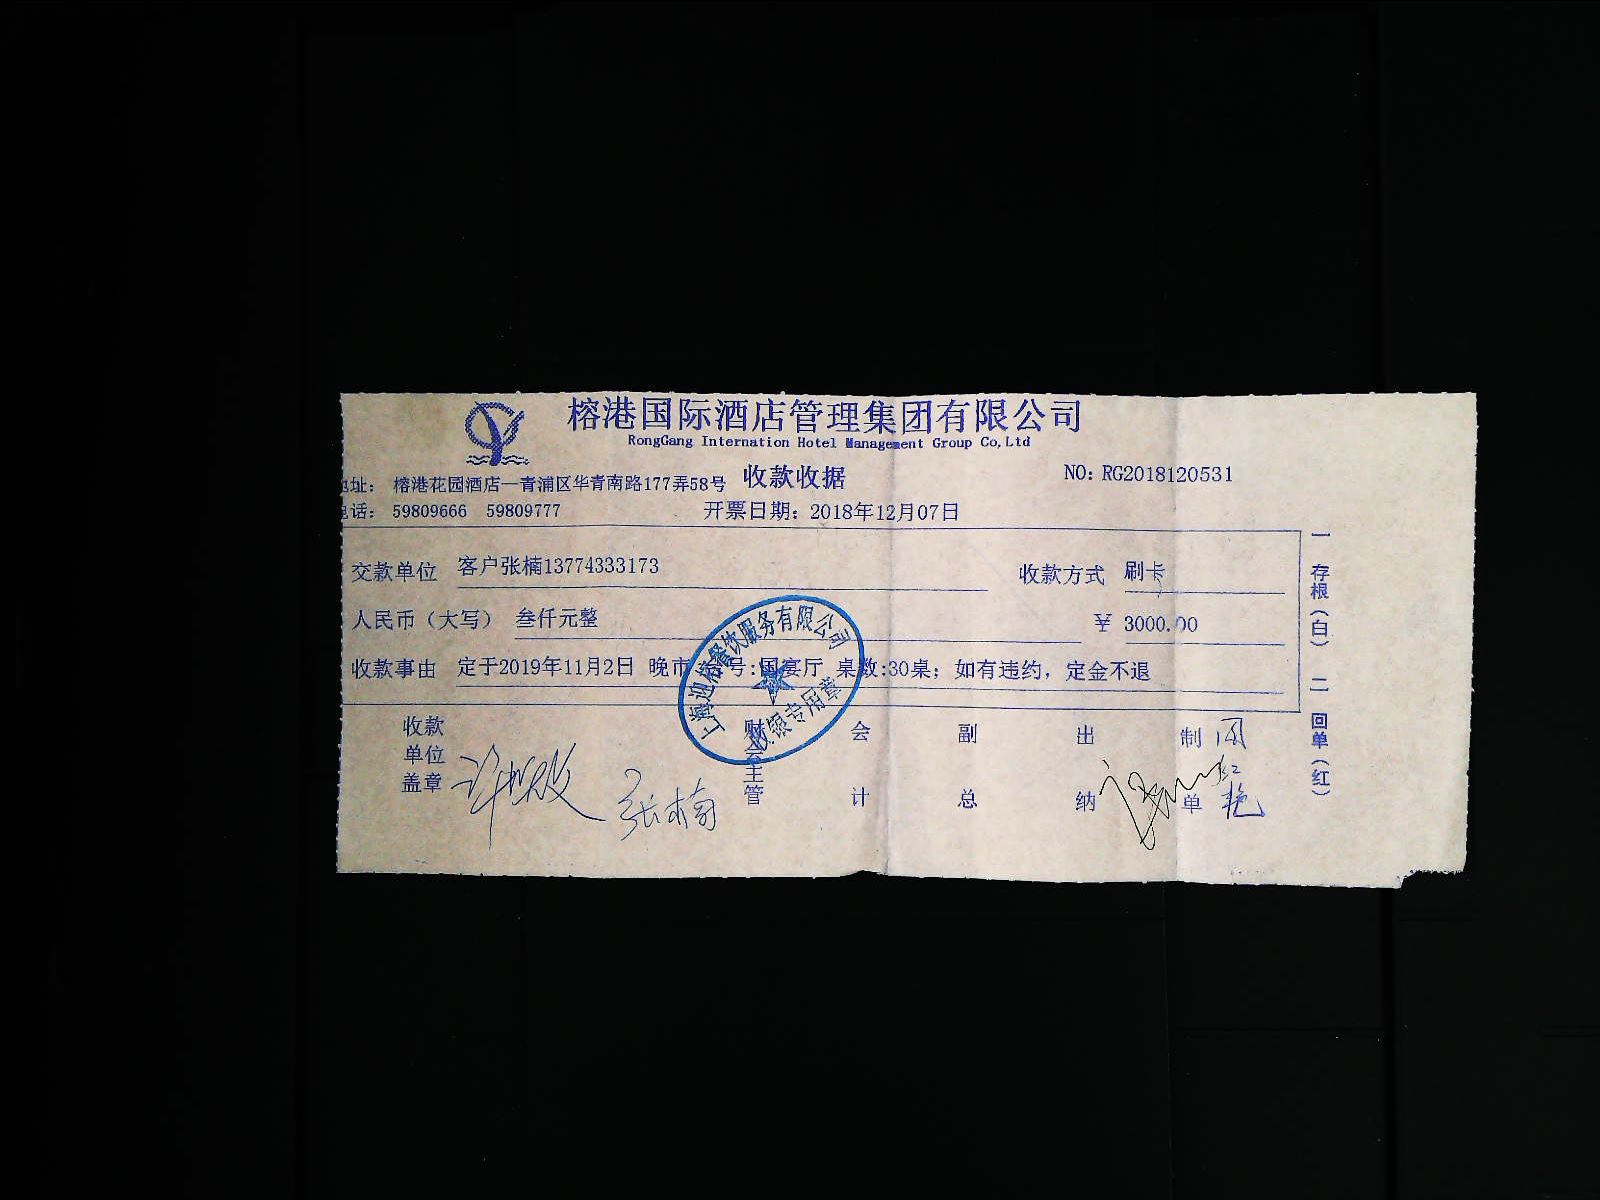 榕港国际酒店管理集团有限公司
RongGang Internation Hotel Management Group Co,Ltd
址： 榕港花园酒店—青浦区华青南路177弄58号 收款收据 NO: RG2018120531
话： 59809666 59809777 开票日期：2018年12月07日
交款单位 客户张楠13774333173 收款方式 刷卡
人民币（大写） 叁仟元整 ￥ 3000.00
收款事由 定于2019年11月2日 晚市 号:国宴厅 桌数:30桌；如有违约，定金不退
上海迎榕餐饮服务有限公司
收银专用章
收款单位盖章 张楠 财会主管 会计 副总 出纳 制单 红艳
一 存根（白） 二 回单（红）